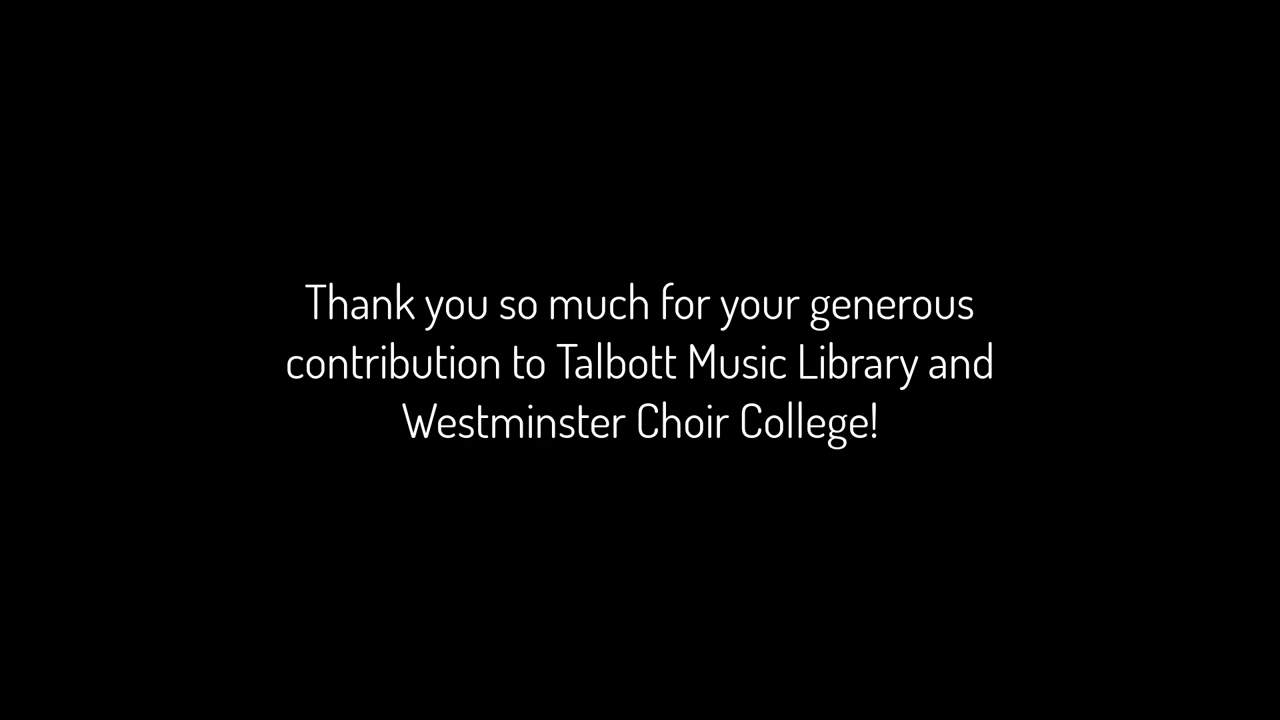 Thank you so much for your generous
contribution to Talbott Music Library and
Westminster Choir College!